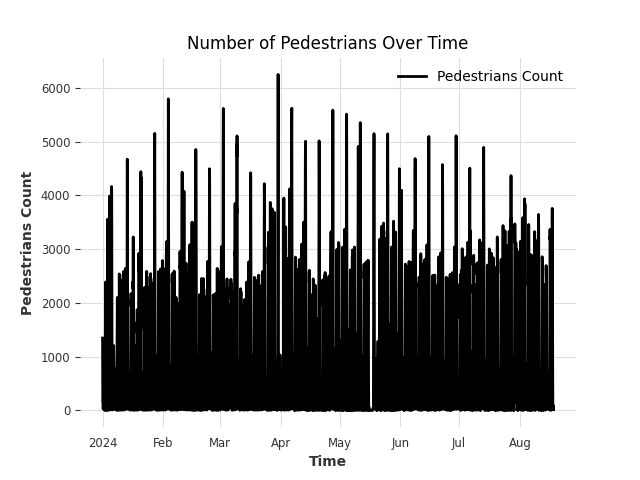 Number of Pedestrians Over Time
Pedestrians Count
6000
5000
4000
3000
2000
1000
0
Pedestrians Count
2024 Feb Mar Apr May Jun Jul Aug
Time